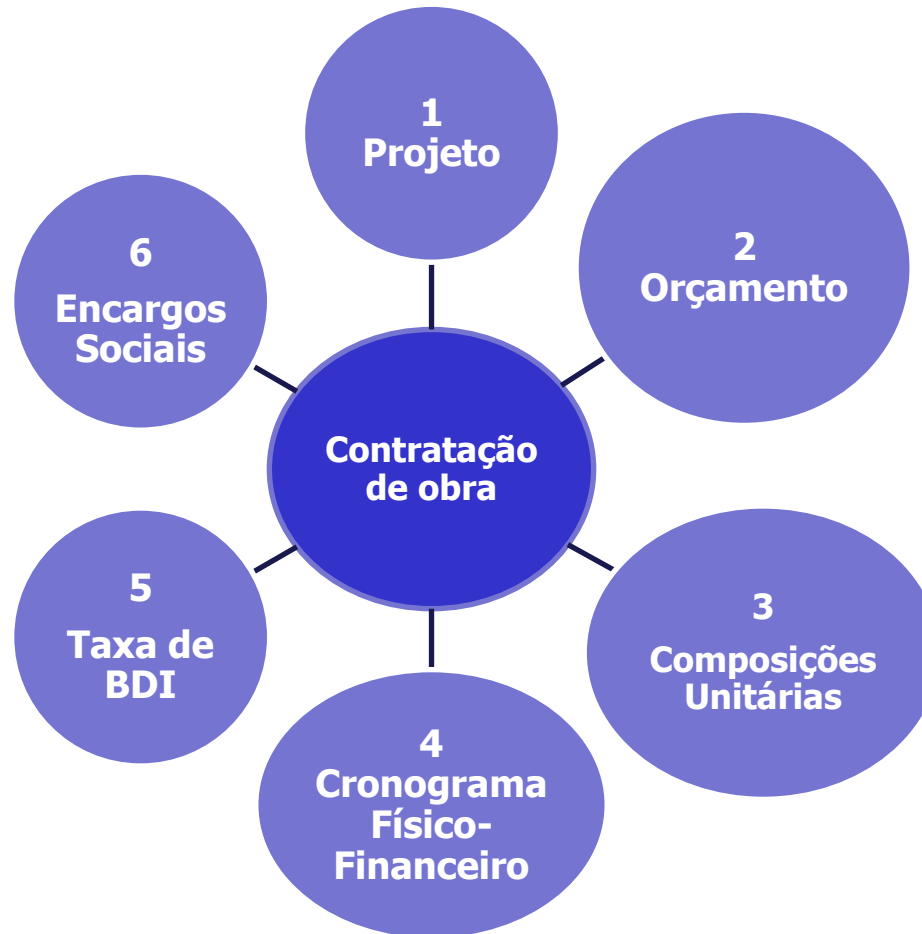 1
Projeto
2
Orçamento
3
Composições
Unitárias
4
Cronograma
Físico-
Financeiro
5
Taxa de
BDI
6
Encargos
Sociais
Contratação
de obra